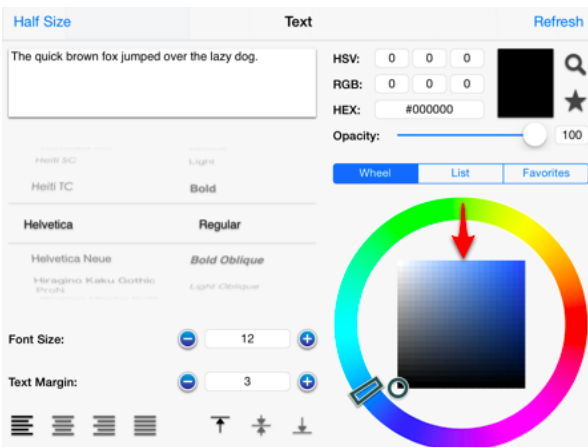 Half Size
Text
Refresh
The quick brown fox jumped over the lazy dog.
HSV: 0 0 0
RGB: 0 0 0
HEX: #000000
Opacity: 100
Wheel List Favorites
Heiti SC Light
Heiti TC Bold
Helvetica Regular
Helvetica Neue Bold Oblique
Hiragino Kaku Gothic Light Oblique
ProN
Font Size: 12
Text Margin: 3